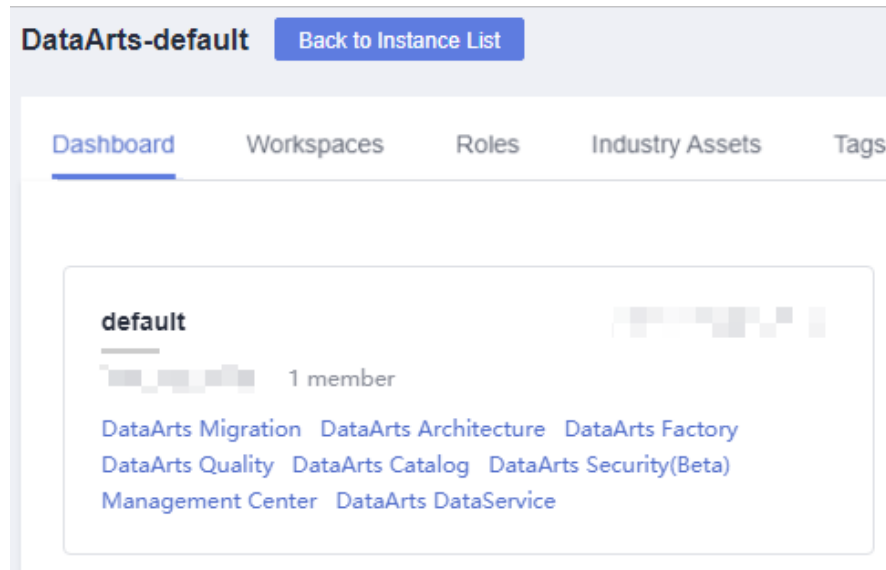 DataArts-default Back to Instance List
Dashboard Workspaces Roles Industry Assets Tags
default
1 member
DataArts Migration DataArts Architecture DataArts Factory
DataArts Quality DataArts Catalog DataArts Security(Beta)
Management Center DataArts DataService